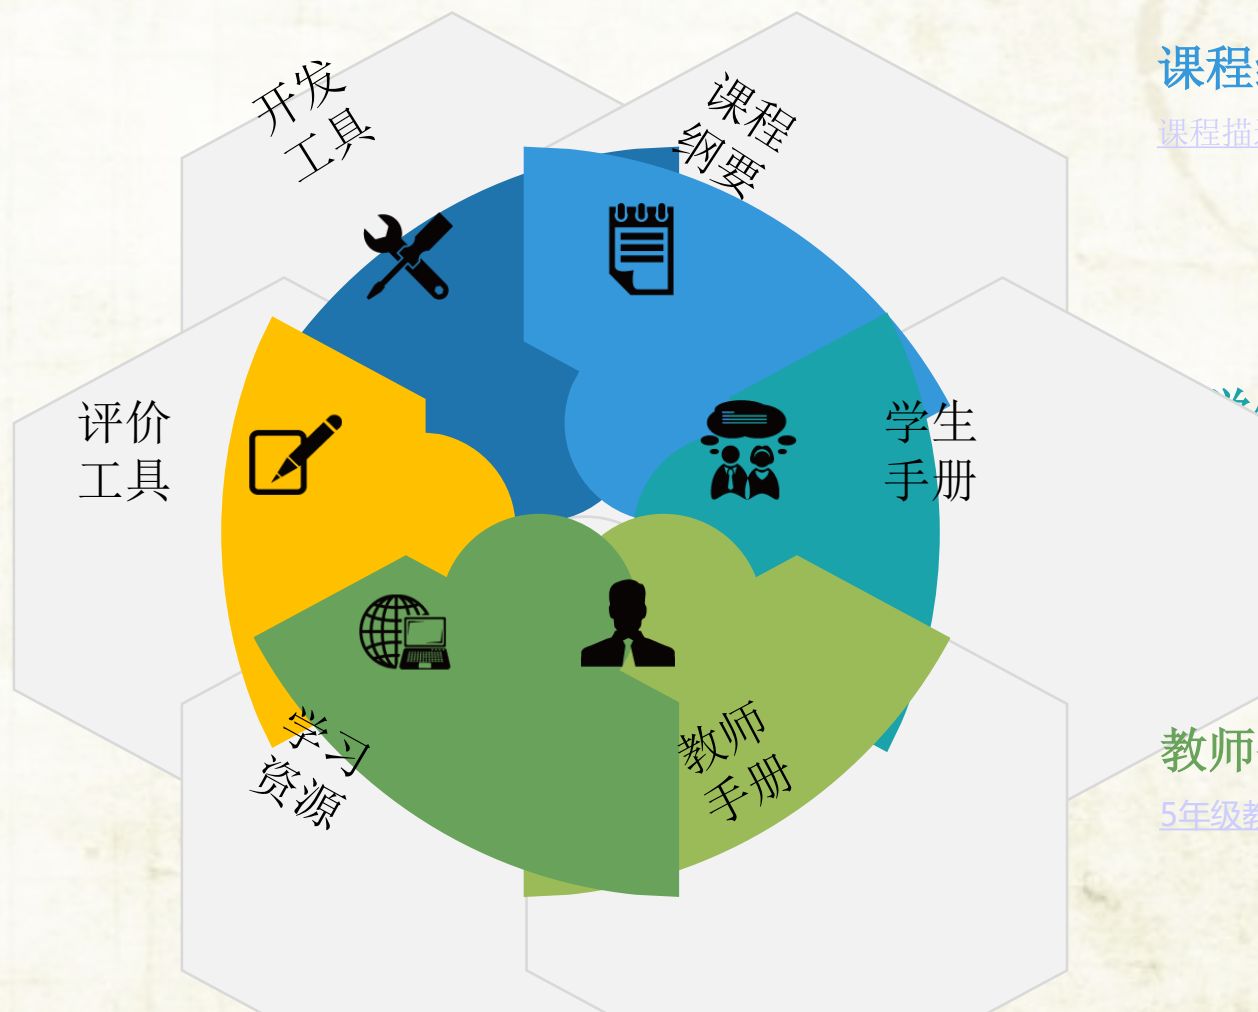 开发
工具
课程
纲要
评价
工具
学生
手册
学习
资源
教师
手册
课程
课程描
教师
5年级教